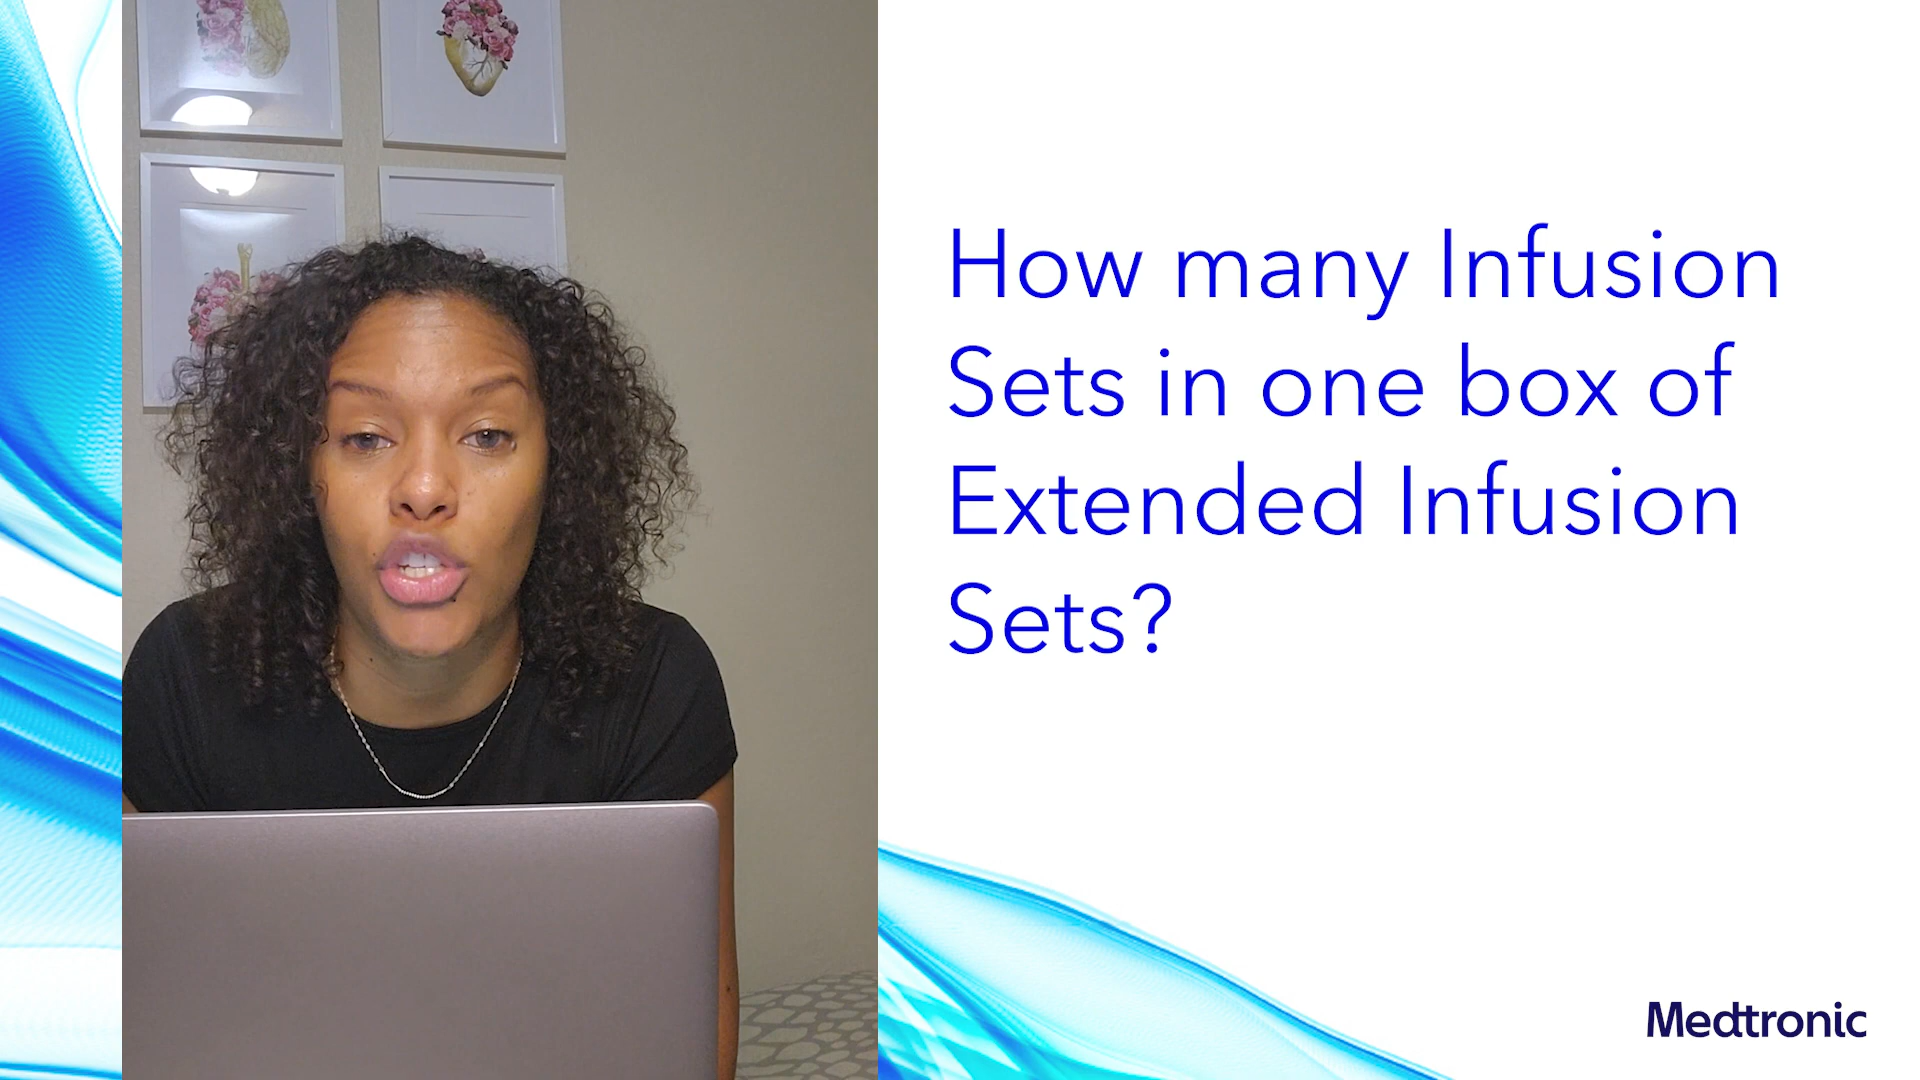 How many Infusion
Sets in one box of
Extended Infusion
Sets?
Medtronic